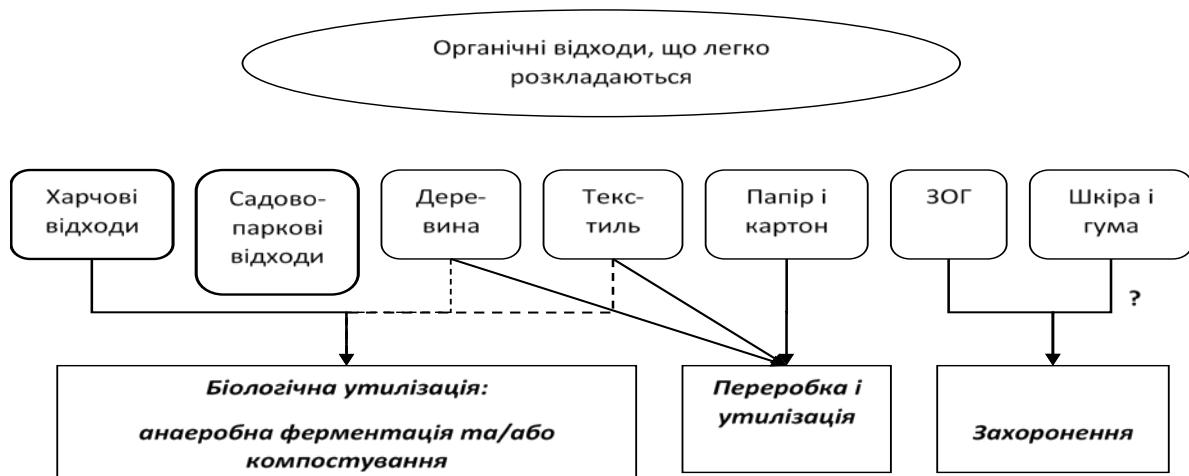 Органічні відходи, що легко
розкладаються
Харчові
відходи
Садово-
паркові
відходи
Дере-
вина
Текс-
тиль
Папір і
картон
ЗОГ
Шкіра і
гума
?
Біологічна утилізація:
анаеробна ферментація та/або
компостування
Переробка і
утилізація
Захоронення